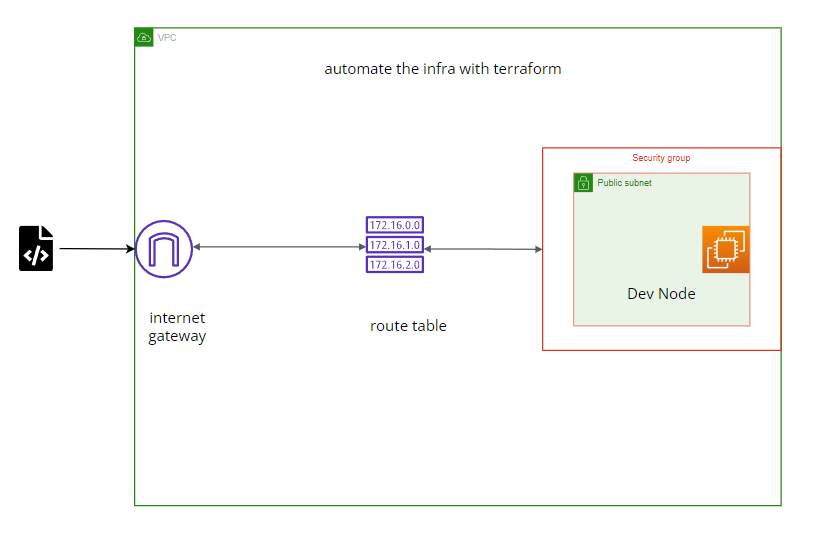 VPC
automate the infra with terraform
Security group
Public subnet
172.16.0.0
172.16.1.0
172.16.2.0
</>
Dev Node
internet
gateway
route table